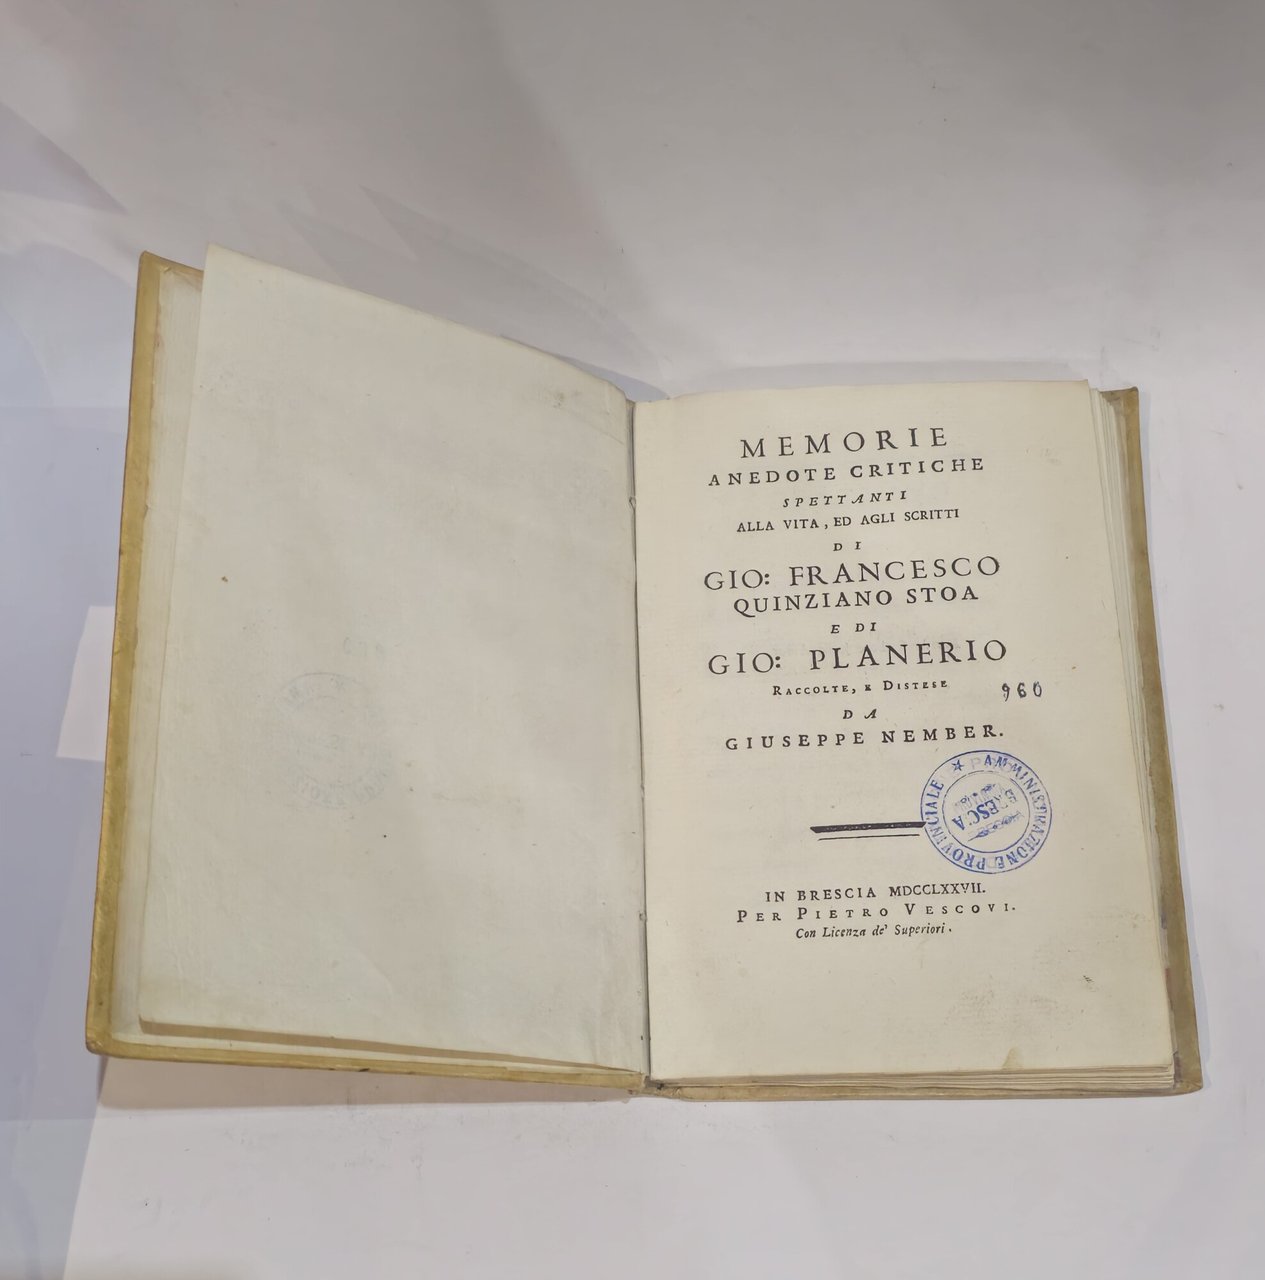 MEMORIE
ANEDOTE CRITICHE
SPETTANTI
ALLA VITA, ED AGLI SCRITTI
DI
GIO: FRANCESCO
QUINZIANO STOA
E DI
GIO: PLANERIO
RACCOLTE, E DISTESE
960
DA
GIUSEPPE NEMBER.
AMMINISTRAZIONE PROVINCIALE
BRESCIA
IN BRESCIA MDCCLXXVII.
PER PIETRO VESCOVI.
Con Licenza de' Superiori.